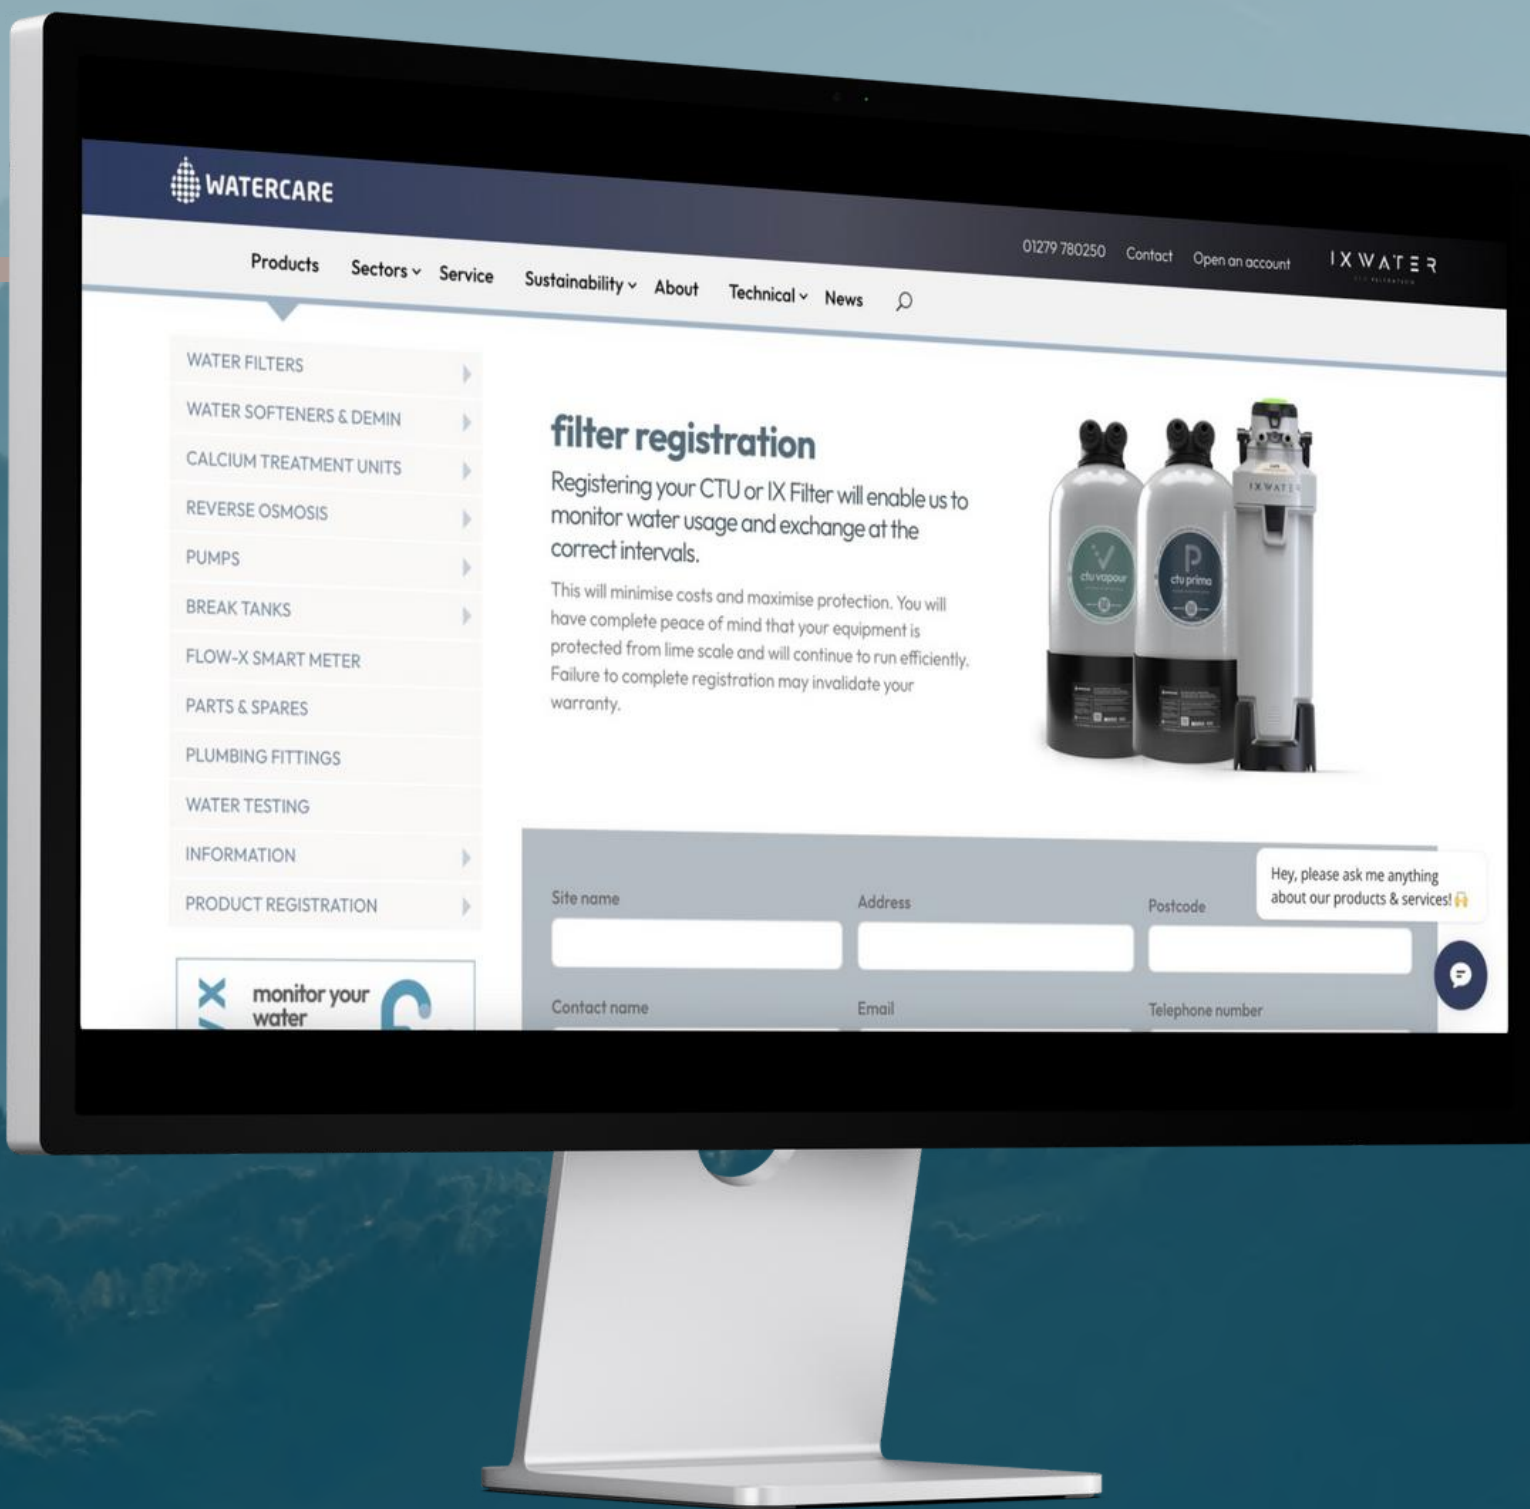 WATERCARE
01279 780250 Contact Open an account IXWATER
Products Sectors Service Sustainability About Technical News
WATER FILTERS
WATER SOFTENERS & DEMIN
CALCIUM TREATMENT UNITS
REVERSE OSMOSIS
PUMPS
BREAK TANKS
FLOW-X SMART METER
PARTS & SPARES
PLUMBING FITTINGS
WATER TESTING
INFORMATION
PRODUCT REGISTRATION
monitor your
water
filter registration
Registering your CTU or IX Filter will enable us to
monitor water usage and exchange at the
correct intervals.
This will minimise costs and maximise protection. You will
have complete peace of mind that your equipment is
protected from lime scale and will continue to run efficiently.
Failure to complete registration may invalidate your
warranty.
ctu vapour
ctu prima
IXWATER
Site name Address Postcode
Contact name Email Telephone number
Hey, please ask me anything
about our products & services!